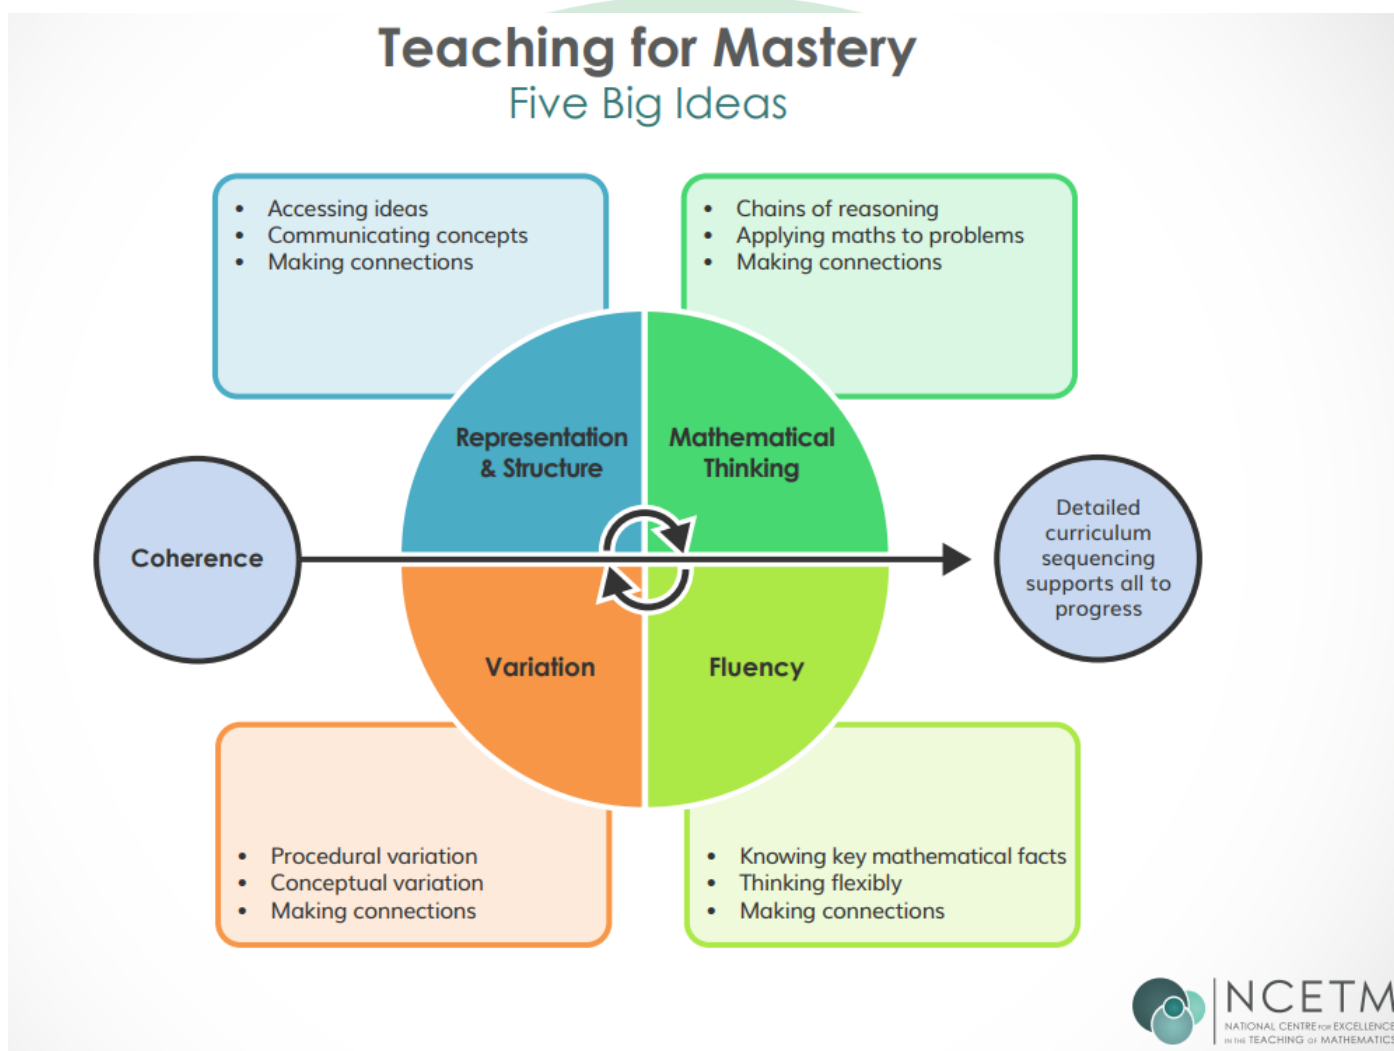 Teaching for Mastery
Five Big Ideas
• Accessing ideas
• Communicating concepts
• Making connections
• Chains of reasoning
• Applying maths to problems
• Making connections
Representation
& Structure
Mathematical
Thinking
Coherence
Detailed
curriculum
sequencing
supports all to
progress
Variation
Fluency
• Procedural variation
• Conceptual variation
• Making connections
• Knowing key mathematical facts
• Thinking flexibly
• Making connections
NCETM
NATIONAL CENTRE FOR EXCELLENCE
IN THE TEACHING OF MATHEMATICS